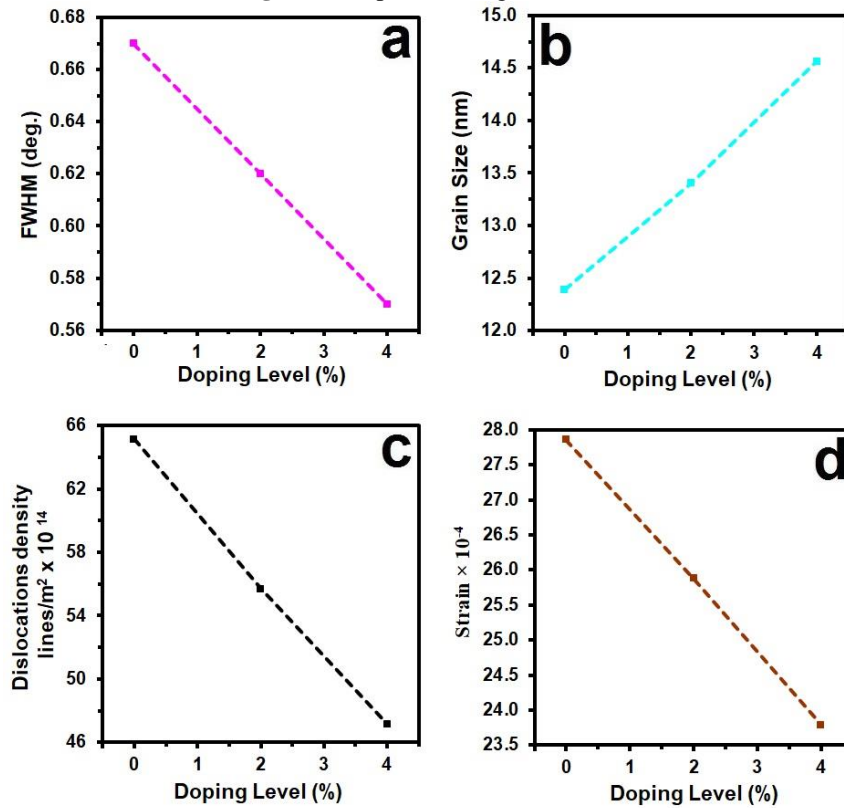 a
0.68
0.66
0.64
0.62
0.60
0.58
0.56
FWHM (deg.)
0 1 2 3 4
Doping Level (%)
b
15.0
14.5
14.0
13.5
13.0
12.5
12.0
Grain Size (nm)
0 1 2 3 4
Doping Level (%)
c
66
62
58
54
50
46
Dislocations density
lines/m² x 10 ¹⁴
0 1 2 3 4
Doping Level (%)
d
28.0
27.5
27.0
26.5
26.0
25.5
25.0
24.5
24.0
23.5
Strain × 10⁻⁴
0 1 2 3 4
Doping Level (%)